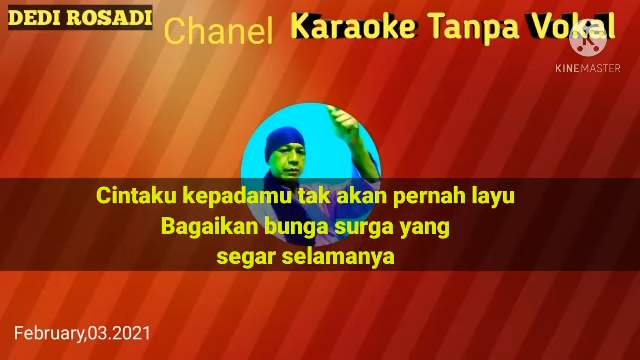 DEDI ROSADI
Chanel Karaoke Tanpa Vokal
KINEMASTER
Cintaku kepadamu tak akan pernah layu
Bagaikan bunga surga yang
segar selamanya
February,03.2021